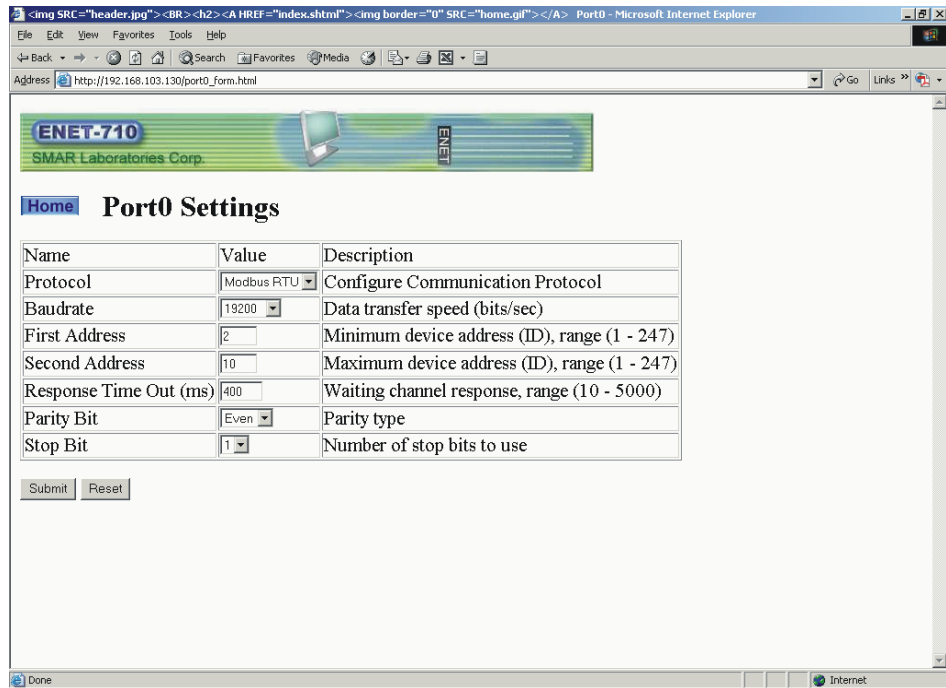 <img SRC="header.jpg"><BR><h2><A HREF="index.shtml"><img border="0" SRC="home.gif"></A> Port0 - Microsoft Internet Explorer
File Edit View Favorites Tools Help
Back Search Favorites Media
Address http://192.168.103.130/port0_form.html Go Links »
ENET-710
SMAR Laboratories Corp.
ENET
Home Port0 Settings
Name Value Description
Protocol Modbus RTU Configure Communication Protocol
Baudrate 19200 Data transfer speed (bits/sec)
First Address 2 Minimum device address (ID), range (1 - 247)
Second Address 10 Maximum device address (ID), range (1 - 247)
Response Time Out (ms) 400 Waiting channel response, range (10 - 5000)
Parity Bit Even Parity type
Stop Bit 1 Number of stop bits to use
Submit Reset
Done Internet